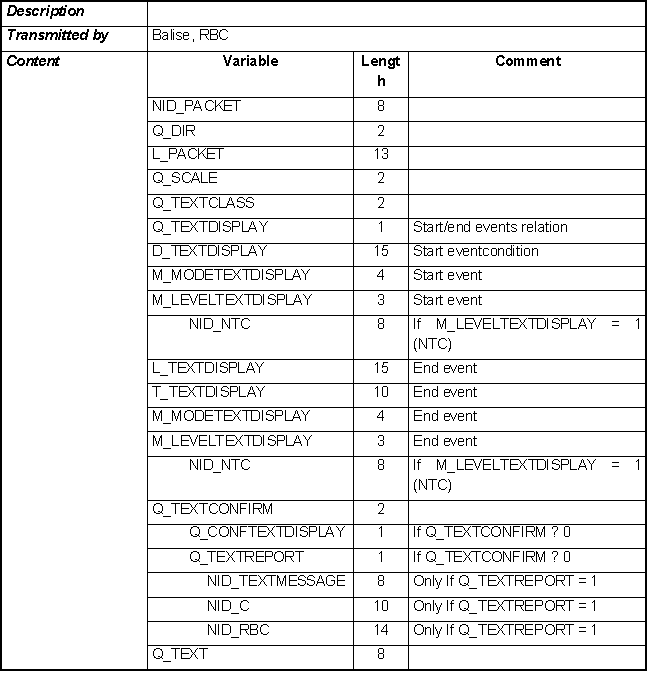 Description
Transmitted by Balise, RBC
Content Variable Lengt Comment
h
NID_PACKET 8
Q_DIR 2
L_PACKET 13
Q_SCALE 2
Q_TEXTCLASS 2
Q_TEXTDISPLAY 1 Start/end events relation
D_TEXTDISPLAY 15 Start eventcondition
M_MODETEXTDISPLAY 4 Start event
M_LEVELTEXTDISPLAY 3 Start event
NID_NTC 8 If M_LEVELTEXTDISPLAY = 1
(NTC)
L_TEXTDISPLAY 15 End event
T_TEXTDISPLAY 10 End event
M_MODETEXTDISPLAY 4 End event
M_LEVELTEXTDISPLAY 3 End event
NID_NTC 8 If M_LEVELTEXTDISPLAY = 1
(NTC)
Q_TEXTCONFIRM 2
Q_CONFTEXTDISPLAY 1 If Q_TEXTCONFIRM ? 0
Q_TEXTREPORT 1 If Q_TEXTCONFIRM ? 0
NID_TEXTMESSAGE 8 Only If Q_TEXTREPORT = 1
NID_C 10 Only If Q_TEXTREPORT = 1
NID_RBC 14 Only If Q_TEXTREPORT = 1
Q_TEXT 8